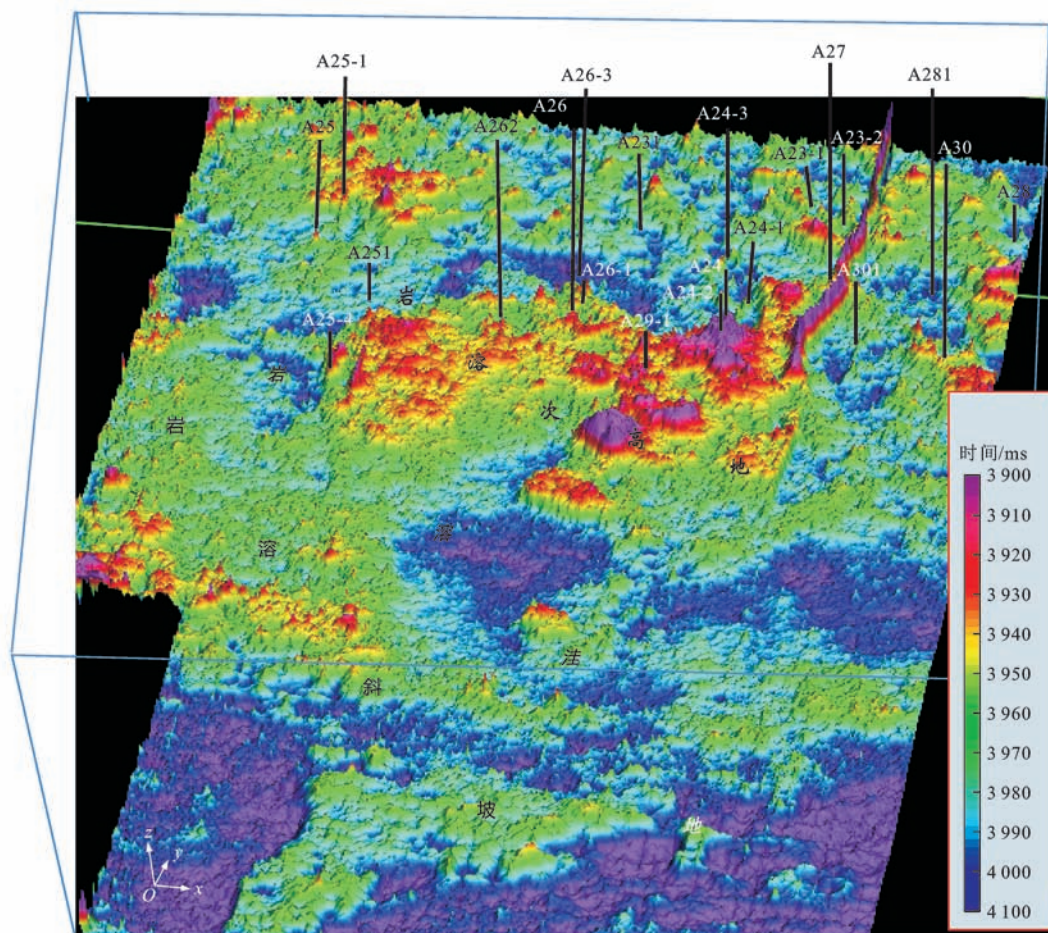 A25-1
A26-3
A27
A281
A25
A262
A26
A231
A24-3
A23-1
A23-2
A30
A28
A251
A26-1
A24
A24-1
A301
A25-4
A29-1
岩
溶
次
高
地
岩
溶
洼
地
岩
溶
斜
坡
时间/ms
3 900
3 910
3 920
3 930
3 940
3 950
3 960
3 970
3 980
3 990
4 000
4 100
z
y
x
O